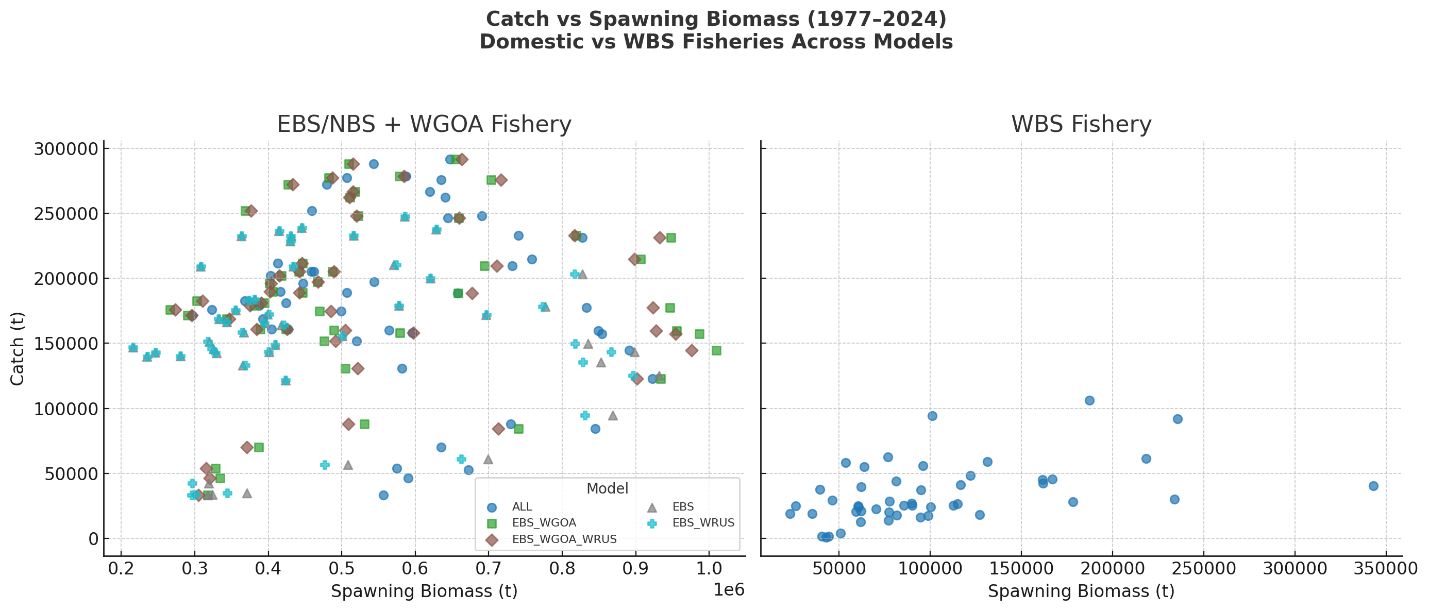 Catch vs Spawning Biomass (1977–2024)
Domestic vs WBS Fisheries Across Models
EBS/NBS + WGOA Fishery
WBS Fishery
Catch (t)
300000
250000
200000
150000
100000
50000
0
Model
ALL
EBS_WGOA
EBS_WGOA_WRUS
EBS
EBS_WRUS
0.2 0.3 0.4 0.5 0.6 0.7 0.8 0.9 1.0
1e6
Spawning Biomass (t)
50000 100000 150000 200000 250000 300000 350000
Spawning Biomass (t)